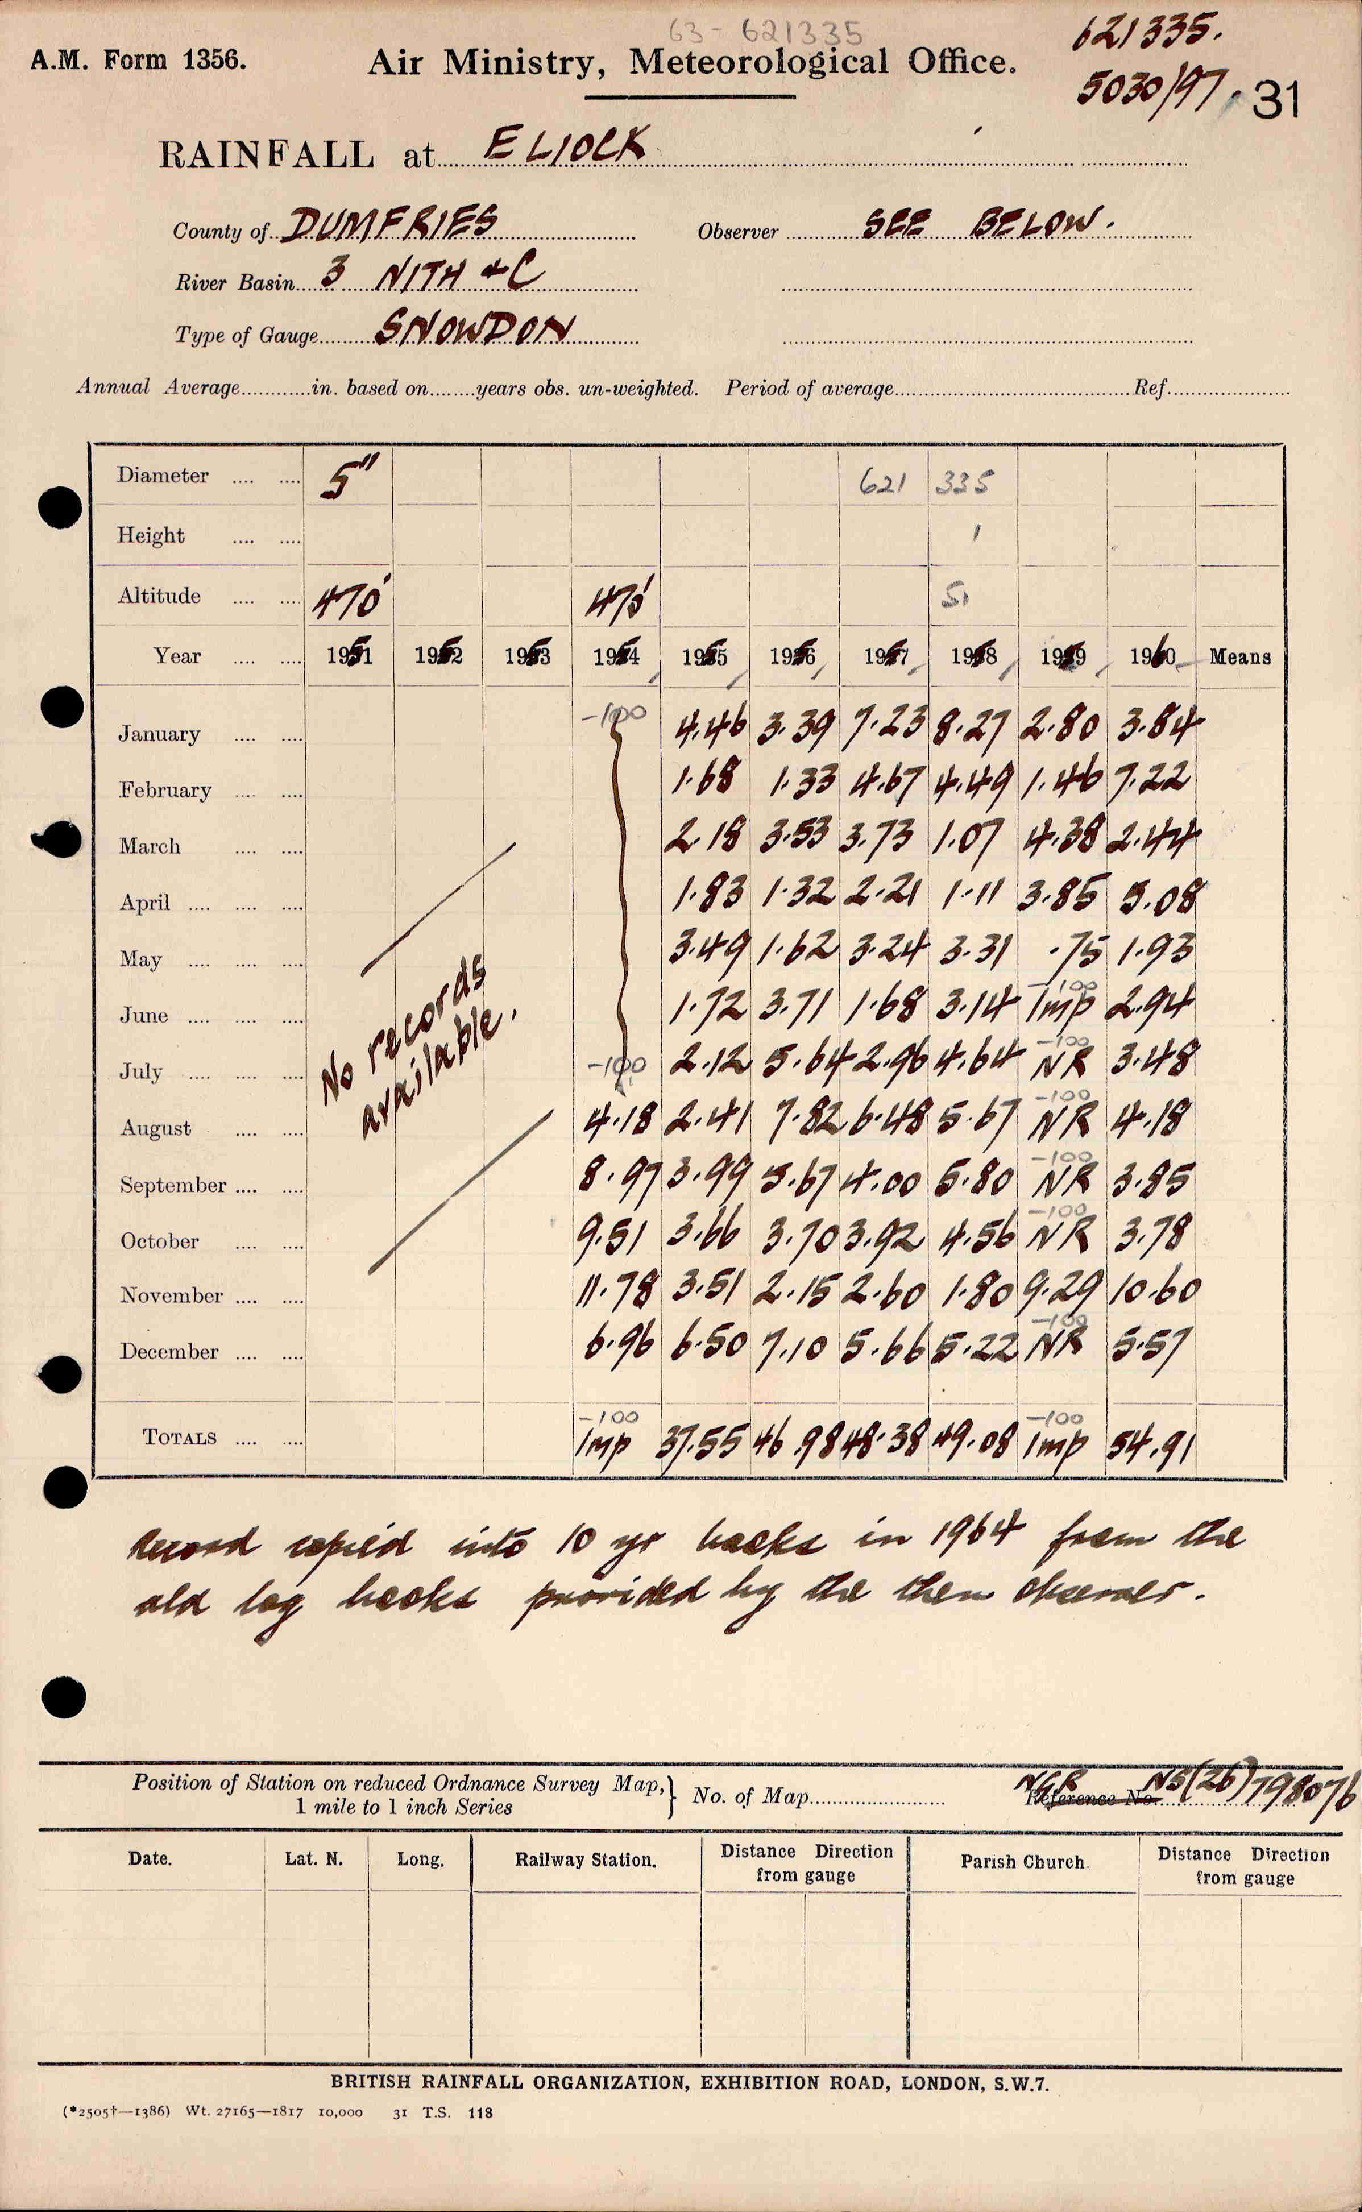 63 - 621335
621335.
A.M. Form 1356. Air Ministry, Meteorological Office.
5030/97. 31
RAINFALL at ELIOCK
County of DUMFRIES Observer SEE BELOW.
River Basin 3 NITH & C
Type of Gauge SNOWDON
Annual Average in. based on years obs. un-weighted. Period of average Ref.
Diameter 5" 621 335
Height 1
Altitude 470' 470'
Year 1951 1952 1953 1954 1955 1956 1957 1958 1959 1960 Means
January -100 4.46 3.39 7.23 8.27 2.80 3.84
February 1.68 1.33 4.67 4.49 1.46 7.22
March 2.18 3.53 3.73 1.07 4.38 2.44
April 1.83 1.32 2.21 1.11 3.85 5.08
May 3.49 1.62 3.24 3.31 .75 1.93
June 1.72 3.71 1.68 3.14 -100 Imp 2.94
No records available.
July -100 2.12 5.64 2.96 4.64 -100 NR 3.48
August 4.18 2.41 7.82 6.48 5.67 -100 NR 4.18
September 8.97 3.99 5.67 4.00 5.80 -100 NR 3.85
October 9.51 3.66 3.70 3.92 4.56 -100 NR 3.78
November 11.78 3.51 2.15 2.60 1.80 9.29 10.60
December 6.96 6.50 7.10 5.66 5.22 -100 NR 5.57
TOTALS -100 Imp 37.55 46.98 48.38 49.08 -100 Imp 54.91
Record copied into 10 yr books in 1964 from the
old log books provided by the then observer.
Position of Station on reduced Ordnance Survey Map,} No. of Map NGR Reference No. NS(26)798076
1 mile to 1 inch Series
Date. Lat. N. Long. Railway Station. Distance from gauge Direction Parish Church. Distance from gauge Direction
BRITISH RAINFALL ORGANIZATION, EXHIBITION ROAD, LONDON, S.W.7.
(*2505†—1386) Wt. 27165—1817 10,000 31 T.S. 118